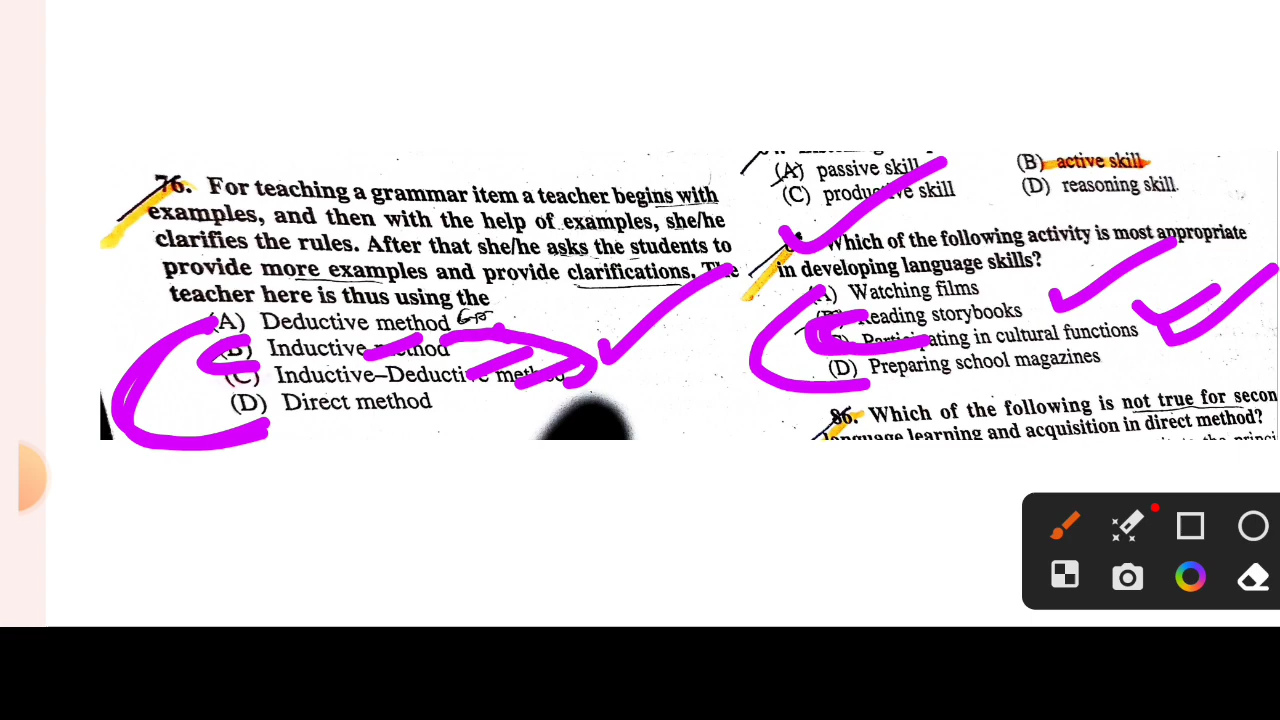 76. For teaching a grammar item a teacher begins with
examples, and then with the help of examples, she/he
clarifies the rules. After that she/he asks the students to
provide more examples and provide clarifications. The
teacher here is thus using the
(A) Deductive method
(B) Inductive method
(C) Inductive–Deductive method
(D) Direct method
(A) passive skill
(B) active skill
(C) productive skill
(D) reasoning skill.
Which of the following activity is most appropriate
in developing language skills?
(A) Watching films
(B) Reading storybooks
(C) Participating in cultural functions
(D) Preparing school magazines
86. Which of the following is not true for secon
language learning and acquisition in direct method?